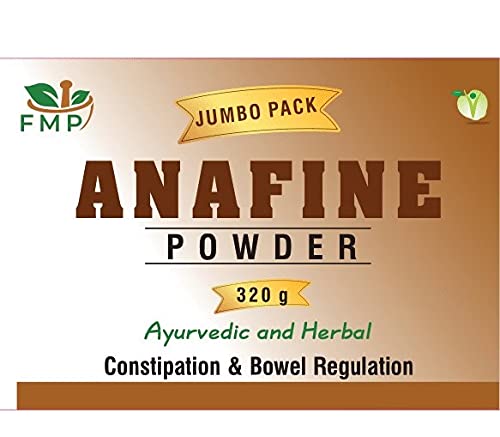 FMP
JUMBO PACK
ANAFINE
POWDER
320 g
Ayurvedic and Herbal
Constipation & Bowel Regulation